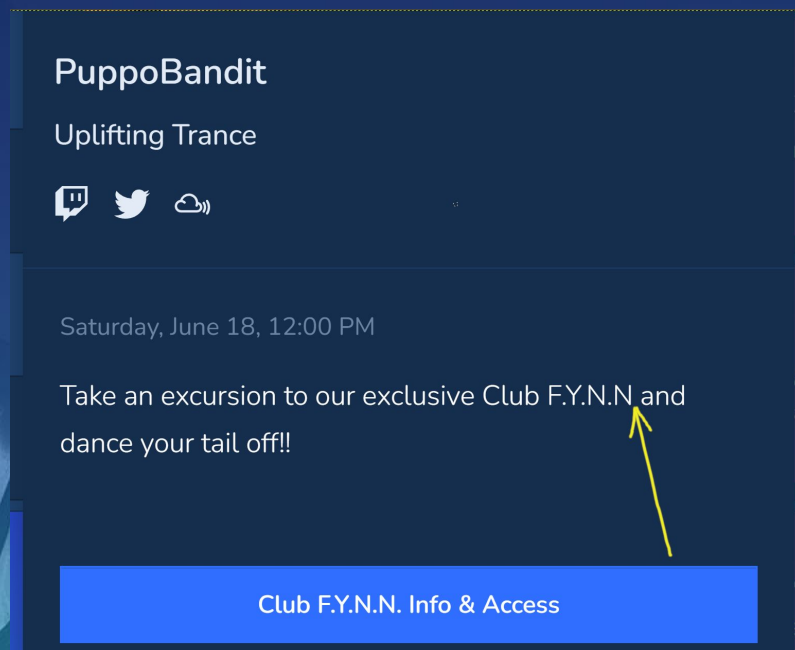 PuppoBandit
Uplifting Trance
Saturday, June 18, 12:00 PM
Take an excursion to our exclusive Club F.Y.N.N and
dance your tail off!!
Club F.Y.N.N. Info & Access